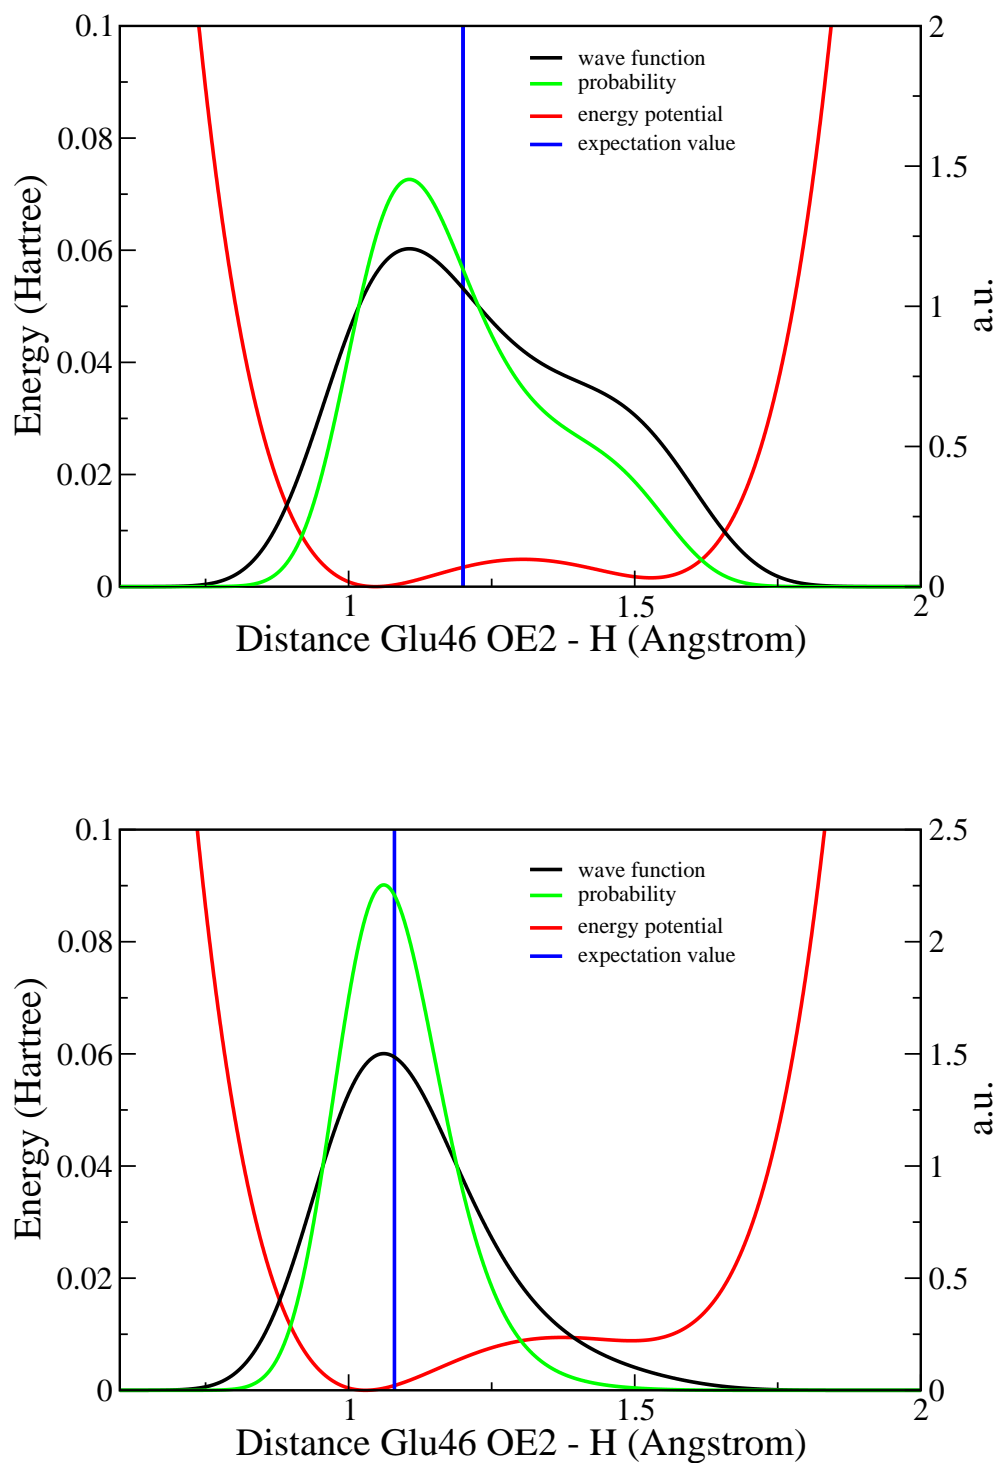 0.1
0.08
0.06
0.04
0.02
0
Energy (Hartree)
wave function
probability
energy potential
expectation value
2
1.5
1
0.5
0
a.u.
1
1.5
2
Distance Glu46 OE2 - H (Angstrom)
0.1
0.08
0.06
0.04
0.02
0
Energy (Hartree)
wave function
probability
energy potential
expectation value
2.5
2
1.5
1
0.5
0
a.u.
1
1.5
2
Distance Glu46 OE2 - H (Angstrom)